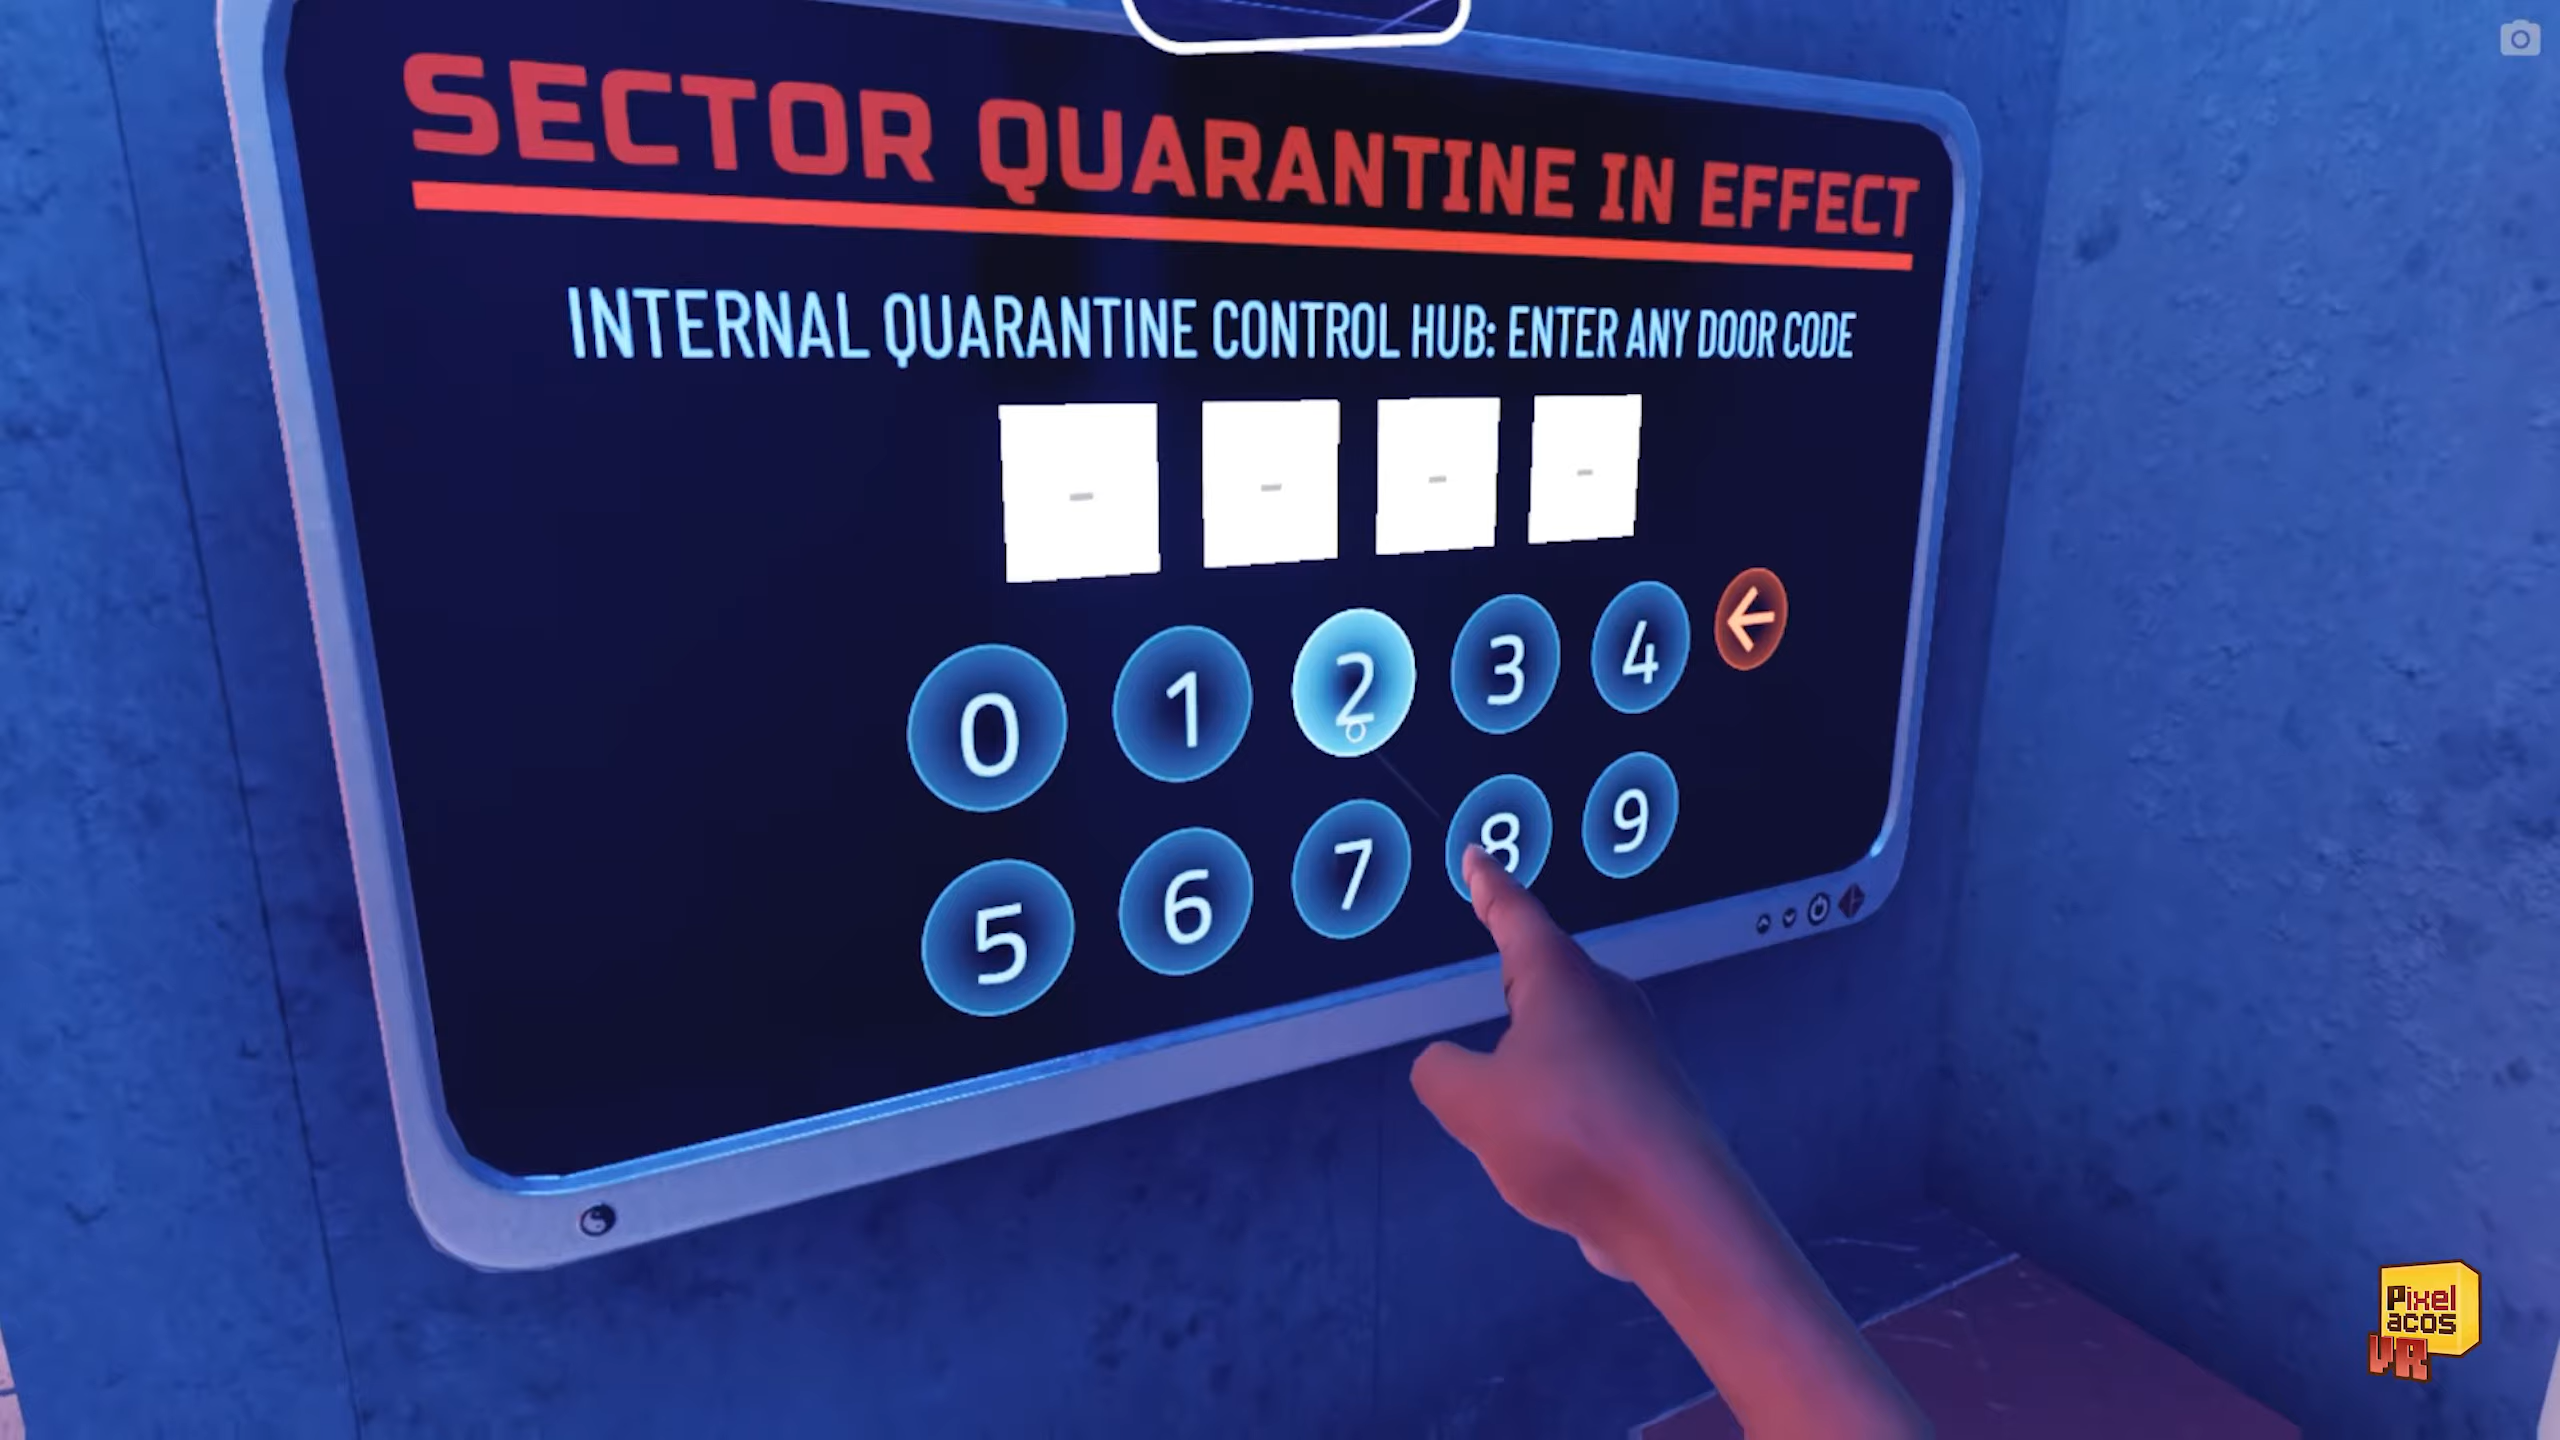 SECTOR QUARANTINE IN EFFECT
INTERNAL QUARANTINE CONTROL HUB: ENTER ANY DOOR CODE
- - - -
0 1 2 3 4 ←
5 6 7 8 9
Pixel
acos
VR